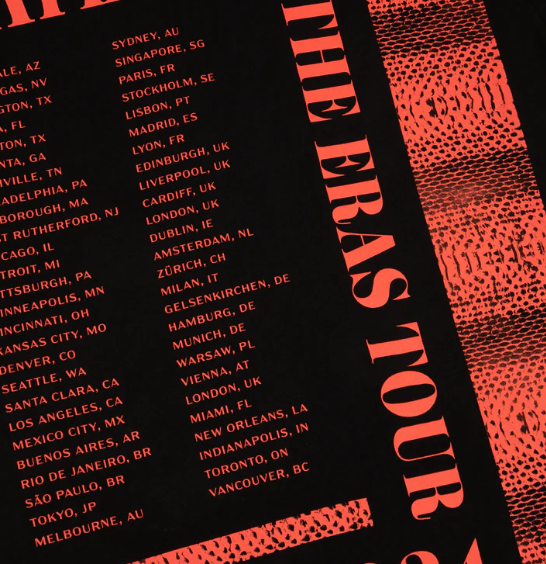 ALE, AZ
GAS, NV
GTON, TX
, FL
TON, TX
NTA, GA
HVILLE, TN
ADELPHIA, PA
BOROUGH, MA
ST RUTHERFORD, NJ
CAGO, IL
TROIT, MI
TTSBURGH, PA
INNEAPOLIS, MN
INCINNATI, OH
KANSAS CITY, MO
DENVER, CO
SEATTLE, WA
SANTA CLARA, CA
LOS ANGELES, CA
MEXICO CITY, MX
BUENOS AIRES, AR
RIO DE JANEIRO, BR
SÃO PAULO, BR
TOKYO, JP
MELBOURNE, AU
SYDNEY, AU
SINGAPORE, SG
PARIS, FR
STOCKHOLM, SE
LISBON, PT
MADRID, ES
LYON, FR
EDINBURGH, UK
LIVERPOOL, UK
CARDIFF, UK
LONDON, UK
DUBLIN, IE
AMSTERDAM, NL
ZÜRICH, CH
MILAN, IT
GELSENKIRCHEN, DE
HAMBURG, DE
MUNICH, DE
WARSAW, PL
VIENNA, AT
LONDON, UK
MIAMI, FL
NEW ORLEANS, LA
INDIANAPOLIS, IN
TORONTO, ON
VANCOUVER, BC
THE ERAS TOUR